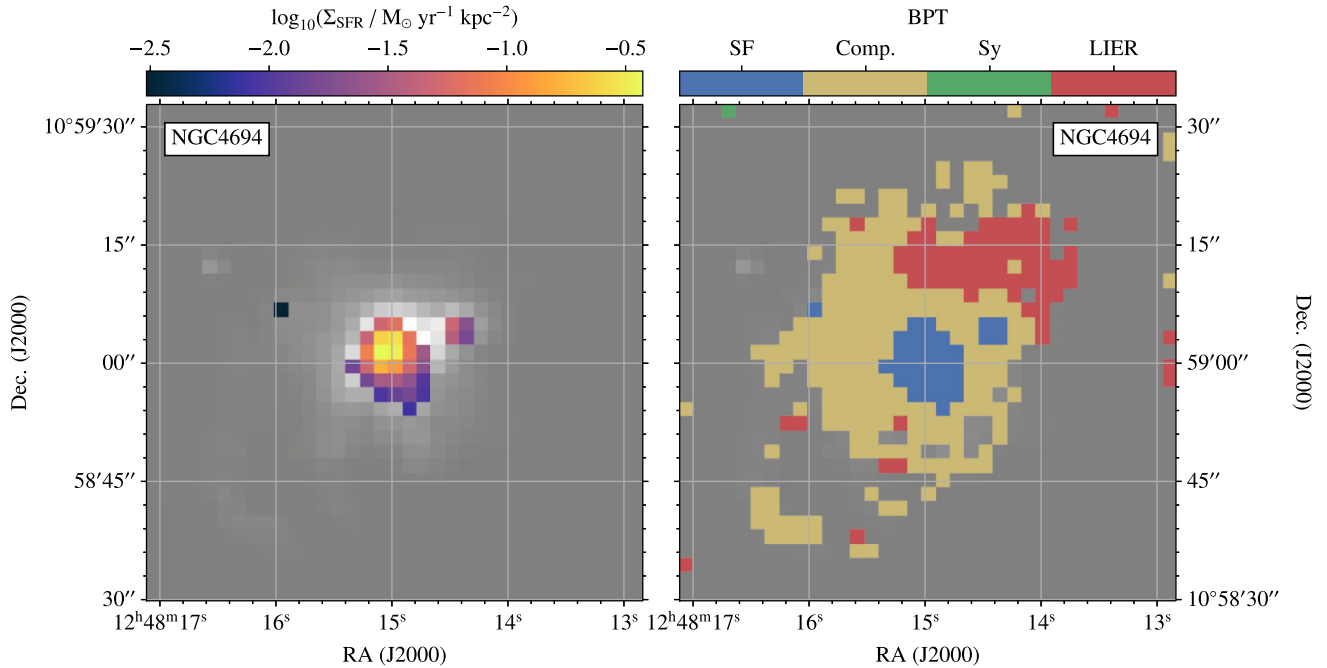 log₁₀(Σ_SFR / M_⊙ yr⁻¹ kpc⁻²)
−2.5 −2.0 −1.5 −1.0 −0.5
BPT
SF Comp. Sy LIER
NGC4694
NGC4694
10°59′30′′
15′′
00′′
58′45′′
30′′
Dec. (J2000)
12ʰ48ᵐ17ˢ 16ˢ 15ˢ 14ˢ 13ˢ
RA (J2000)
30′′
15′′
59′00′′
45′′
10°58′30′′
Dec. (J2000)
12ʰ48ᵐ17ˢ 16ˢ 15ˢ 14ˢ 13ˢ
RA (J2000)